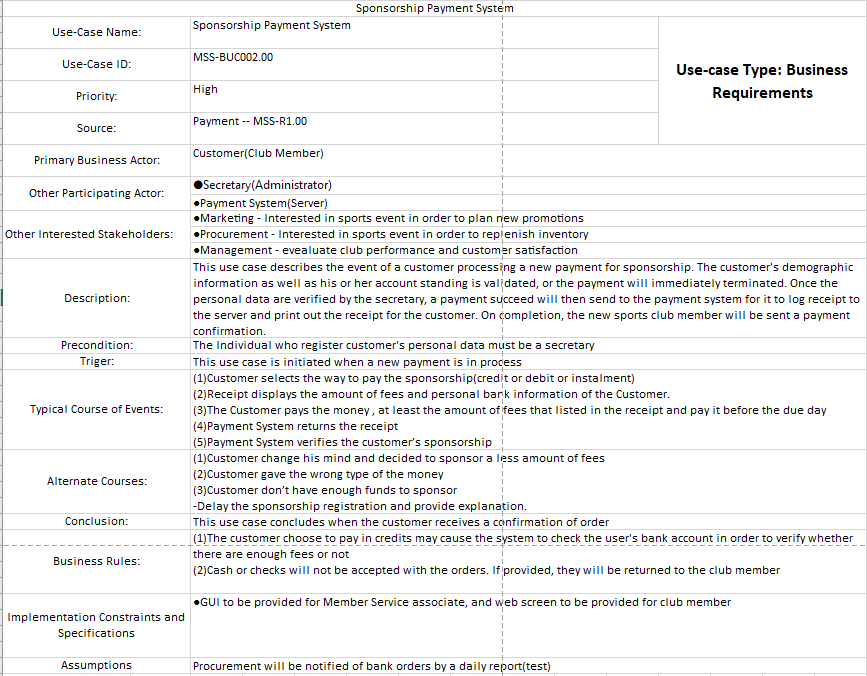 Sponsorship Payment System
Use-Case Name:
Sponsorship Payment System
Use-Case ID:
MSS-BUC002.00
Priority:
High
Source:
Payment -- MSS-R1.00
Use-case Type: Business
Requirements
Primary Business Actor:
Customer(Club Member)
Other Participating Actor:
●Secretary(Administrator)
●Payment System(Server)
Other Interested Stakeholders:
●Marketing - Interested in sports event in order to plan new promotions
●Procurement - Interested in sports event in order to replenish inventory
●Management - evealuate club performance and customer satisfaction
Description:
This use case describes the event of a customer processing a new payment for sponsorship. The customer's demographic
information as well as his or her account standing is validated, or the payment will immediately terminated. Once the
personal data are verified by the secretary, a payment succeed will then send to the payment system for it to log receipt to
the server and print out the receipt for the customer. On completion, the new sports club member will be sent a payment
confirmation.
Precondition:
The Individual who register customer's personal data must be a secretary
Triger:
This use case is initiated when a new payment is in process
Typical Course of Events:
(1)Customer selects the way to pay the sponsorship(credit or debit or instalment)
(2)Receipt displays the amount of fees and personal bank information of the Customer.
(3)The Customer pays the money , at least the amount of fees that listed in the receipt and pay it before the due day
(4)Payment System returns the receipt
(5)Payment System verifies the customer's sponsorship
Alternate Courses:
(1)Customer change his mind and decided to sponsor a less amount of fees
(2)Customer gave the wrong type of the money
(3)Customer don't have enough funds to sponsor
-Delay the sponsorship registration and provide explanation.
Conclusion:
This use case concludes when the customer receives a confirmation of order
Business Rules:
(1)The customer choose to pay in credits may cause the system to check the user's bank account in order to verify whether
there are enough fees or not
(2)Cash or checks will not be accepted with the orders. If provided, they will be returned to the club member
Implementation Constraints and
Specifications
●GUI to be provided for Member Service associate, and web screen to be provided for club member
Assumptions
Procurement will be notified of bank orders by a daily report(test)